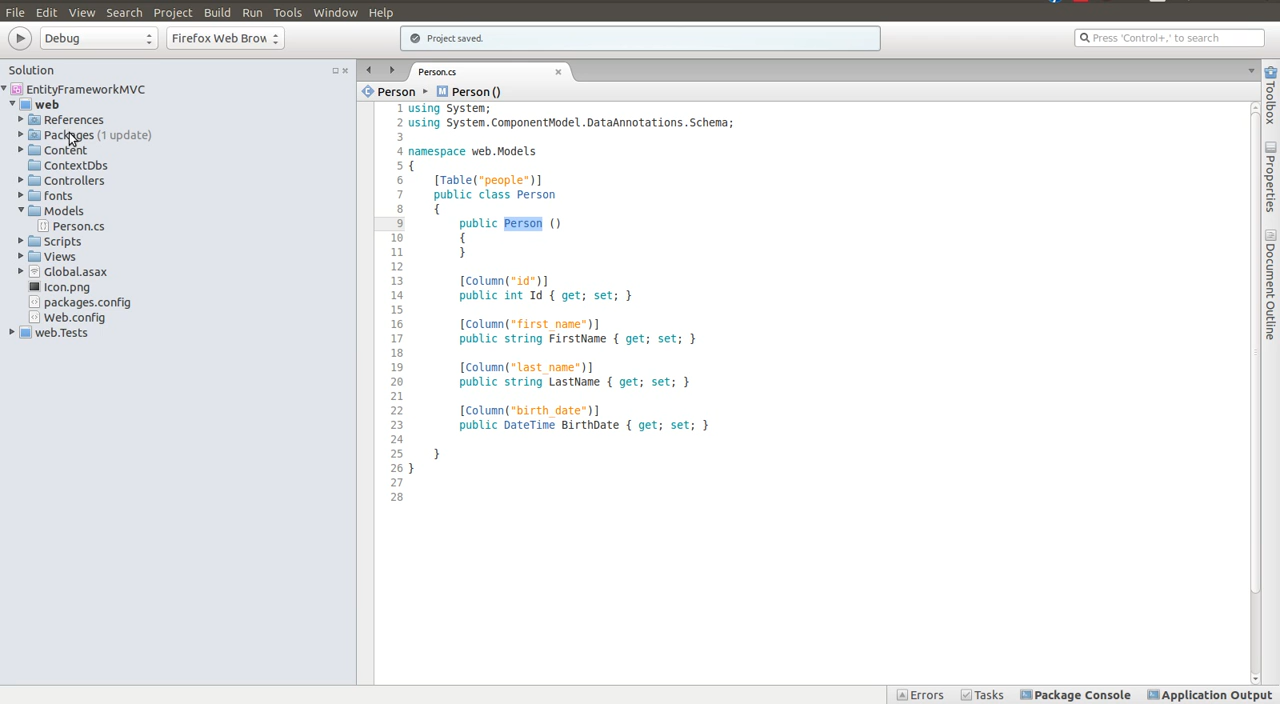 File Edit View Search Project Build Run Tools Window Help
Debug Firefox Web Brow Project saved. Press 'Control+,' to search
Solution
EntityFrameworkMVC
web
References
Packages (1 update)
Content
ContextDbs
Controllers
fonts
Models
Person.cs
Scripts
Views
Global.asax
Icon.png
packages.config
Web.config
web.Tests
Person.cs
Person Person ()
1 using System;
2 using System.ComponentModel.DataAnnotations.Schema;
3
4 namespace web.Models
5 {
6 [Table("people")]
7 public class Person
8 {
9 public Person ()
10 {
11 }
12
13 [Column("id")]
14 public int Id { get; set; }
15
16 [Column("first_name")]
17 public string FirstName { get; set; }
18
19 [Column("last_name")]
20 public string LastName { get; set; }
21
22 [Column("birth_date")]
23 public DateTime BirthDate { get; set; }
24
25 }
26 }
27
28
Toolbox
Properties
Document Outline
Errors Tasks Package Console Application Output